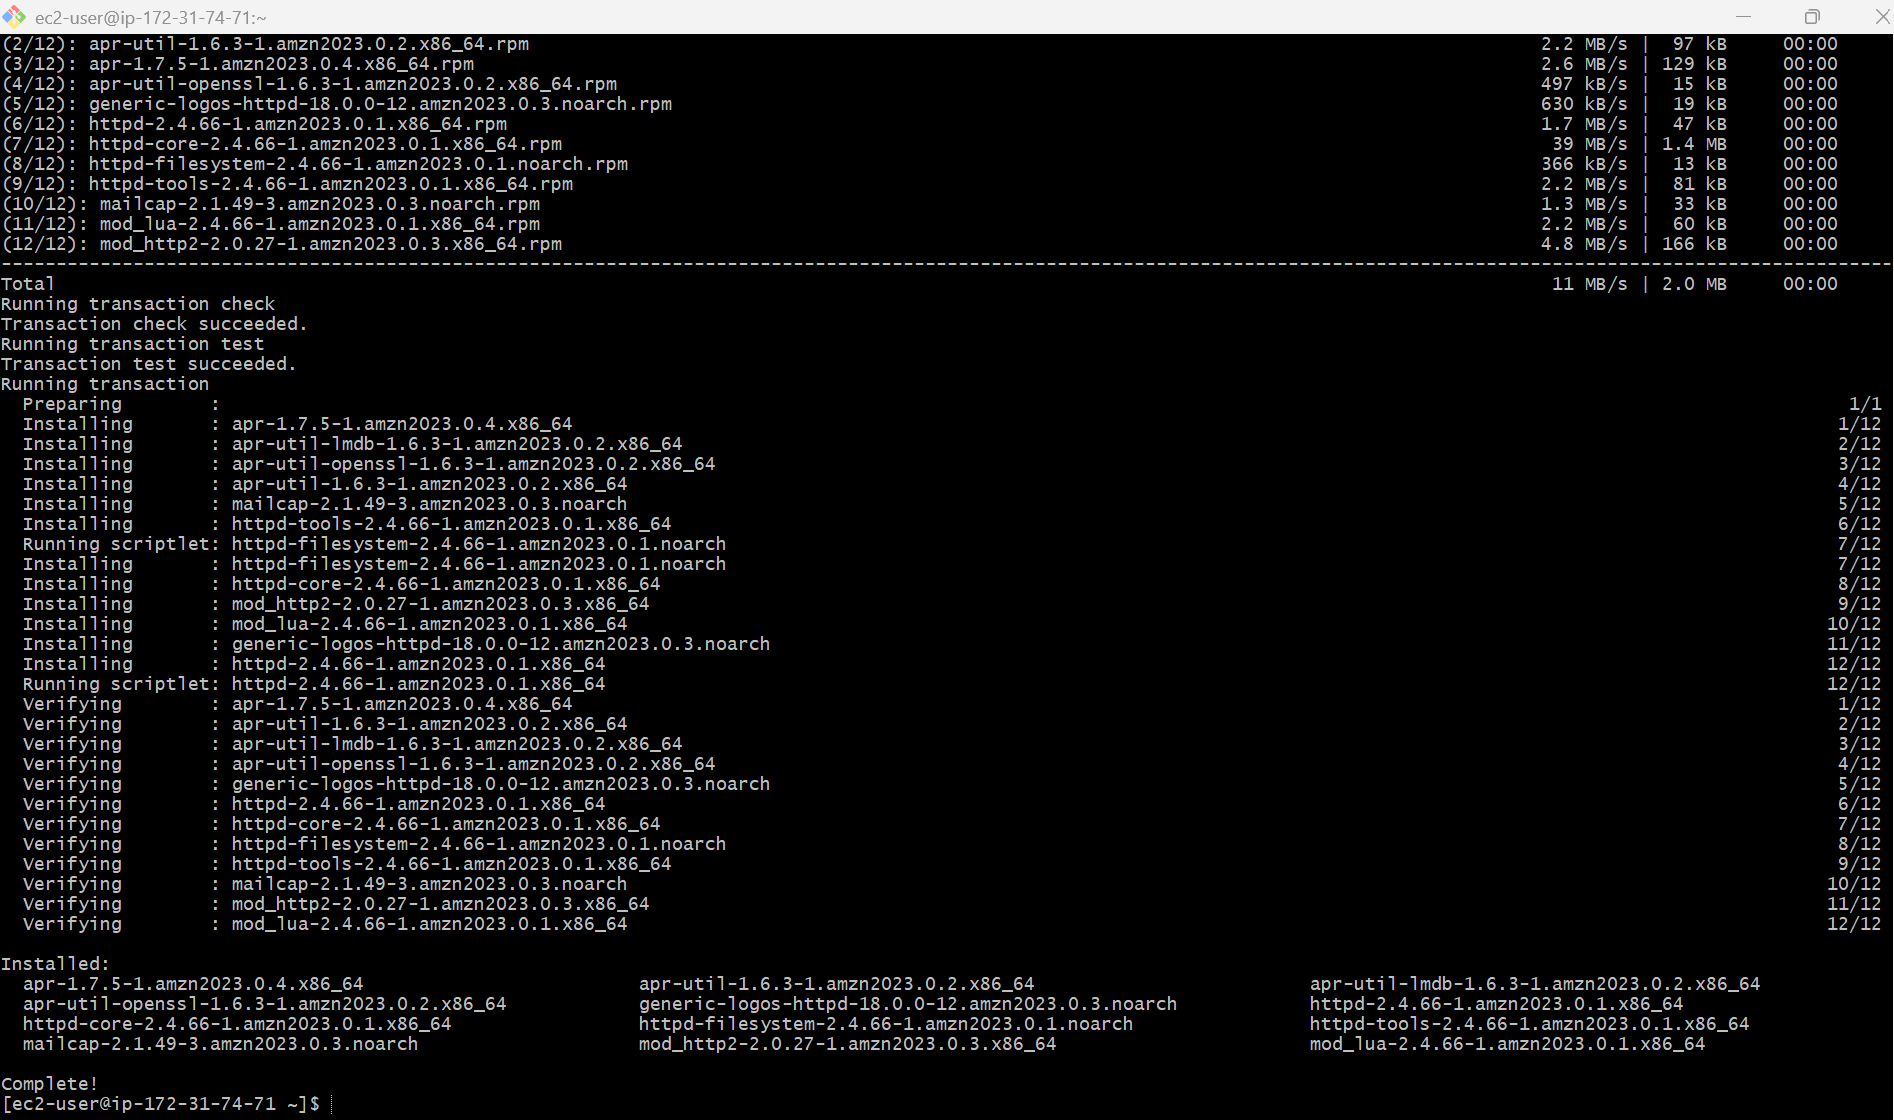 ec2-user@ip-172-31-74-71:~
(2/12): apr-util-1.6.3-1.amzn2023.0.2.x86_64.rpm 2.2 MB/s | 97 kB 00:00
(3/12): apr-1.7.5-1.amzn2023.0.4.x86_64.rpm 2.6 MB/s | 129 kB 00:00
(4/12): apr-util-openssl-1.6.3-1.amzn2023.0.2.x86_64.rpm 497 kB/s | 15 kB 00:00
(5/12): generic-logos-httpd-18.0.0-12.amzn2023.0.3.noarch.rpm 630 kB/s | 19 kB 00:00
(6/12): httpd-2.4.66-1.amzn2023.0.1.x86_64.rpm 1.7 MB/s | 47 kB 00:00
(7/12): httpd-core-2.4.66-1.amzn2023.0.1.x86_64.rpm 39 MB/s | 1.4 MB 00:00
(8/12): httpd-filesystem-2.4.66-1.amzn2023.0.1.noarch.rpm 366 kB/s | 13 kB 00:00
(9/12): httpd-tools-2.4.66-1.amzn2023.0.1.x86_64.rpm 2.2 MB/s | 81 kB 00:00
(10/12): mailcap-2.1.49-3.amzn2023.0.3.noarch.rpm 1.3 MB/s | 33 kB 00:00
(11/12): mod_lua-2.4.66-1.amzn2023.0.1.x86_64.rpm 2.2 MB/s | 60 kB 00:00
(12/12): mod_http2-2.0.27-1.amzn2023.0.3.x86_64.rpm 4.8 MB/s | 166 kB 00:00
--------------------------------------------------------------------------------
Total 11 MB/s | 2.0 MB 00:00
Running transaction check
Transaction check succeeded.
Running transaction test
Transaction test succeeded.
Running transaction
Preparing : 1/1
Installing : apr-1.7.5-1.amzn2023.0.4.x86_64 1/12
Installing : apr-util-lmdb-1.6.3-1.amzn2023.0.2.x86_64 2/12
Installing : apr-util-openssl-1.6.3-1.amzn2023.0.2.x86_64 3/12
Installing : apr-util-1.6.3-1.amzn2023.0.2.x86_64 4/12
Installing : mailcap-2.1.49-3.amzn2023.0.3.noarch 5/12
Installing : httpd-tools-2.4.66-1.amzn2023.0.1.x86_64 6/12
Running scriptlet: httpd-filesystem-2.4.66-1.amzn2023.0.1.noarch 7/12
Installing : httpd-filesystem-2.4.66-1.amzn2023.0.1.noarch 7/12
Installing : httpd-core-2.4.66-1.amzn2023.0.1.x86_64 8/12
Installing : mod_http2-2.0.27-1.amzn2023.0.3.x86_64 9/12
Installing : mod_lua-2.4.66-1.amzn2023.0.1.x86_64 10/12
Installing : generic-logos-httpd-18.0.0-12.amzn2023.0.3.noarch 11/12
Installing : httpd-2.4.66-1.amzn2023.0.1.x86_64 12/12
Running scriptlet: httpd-2.4.66-1.amzn2023.0.1.x86_64 12/12
Verifying : apr-1.7.5-1.amzn2023.0.4.x86_64 1/12
Verifying : apr-util-1.6.3-1.amzn2023.0.2.x86_64 2/12
Verifying : apr-util-lmdb-1.6.3-1.amzn2023.0.2.x86_64 3/12
Verifying : apr-util-openssl-1.6.3-1.amzn2023.0.2.x86_64 4/12
Verifying : generic-logos-httpd-18.0.0-12.amzn2023.0.3.noarch 5/12
Verifying : httpd-2.4.66-1.amzn2023.0.1.x86_64 6/12
Verifying : httpd-core-2.4.66-1.amzn2023.0.1.x86_64 7/12
Verifying : httpd-filesystem-2.4.66-1.amzn2023.0.1.noarch 8/12
Verifying : httpd-tools-2.4.66-1.amzn2023.0.1.x86_64 9/12
Verifying : mailcap-2.1.49-3.amzn2023.0.3.noarch 10/12
Verifying : mod_http2-2.0.27-1.amzn2023.0.3.x86_64 11/12
Verifying : mod_lua-2.4.66-1.amzn2023.0.1.x86_64 12/12
Installed:
apr-1.7.5-1.amzn2023.0.4.x86_64 apr-util-1.6.3-1.amzn2023.0.2.x86_64 apr-util-lmdb-1.6.3-1.amzn2023.0.2.x86_64
apr-util-openssl-1.6.3-1.amzn2023.0.2.x86_64 generic-logos-httpd-18.0.0-12.amzn2023.0.3.noarch httpd-2.4.66-1.amzn2023.0.1.x86_64
httpd-core-2.4.66-1.amzn2023.0.1.x86_64 httpd-filesystem-2.4.66-1.amzn2023.0.1.noarch httpd-tools-2.4.66-1.amzn2023.0.1.x86_64
mailcap-2.1.49-3.amzn2023.0.3.noarch mod_http2-2.0.27-1.amzn2023.0.3.x86_64 mod_lua-2.4.66-1.amzn2023.0.1.x86_64
Complete!
[ec2-user@ip-172-31-74-71 ~]$